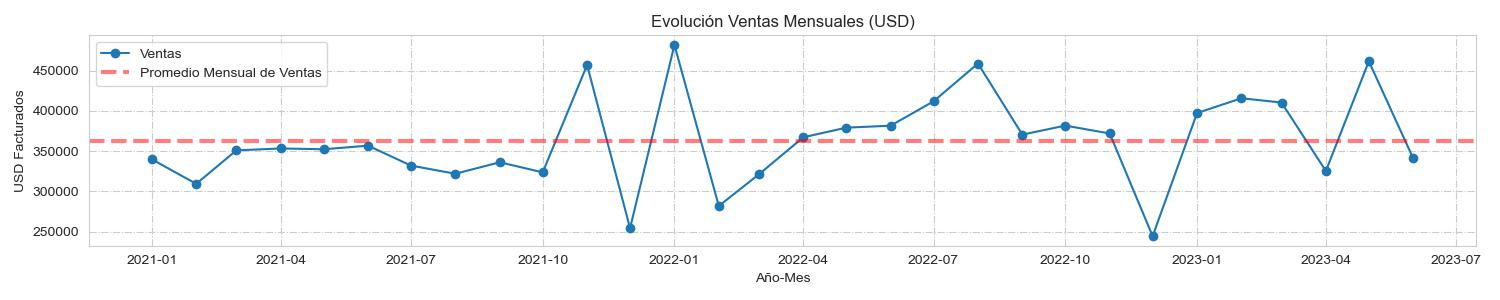 Evolución Ventas Mensuales (USD)
Ventas
Promedio Mensual de Ventas
450000
400000
350000
300000
250000
USD Facturados
2021-01 2021-04 2021-07 2021-10 2022-01 2022-04 2022-07 2022-10 2023-01 2023-04 2023-07
Año-Mes